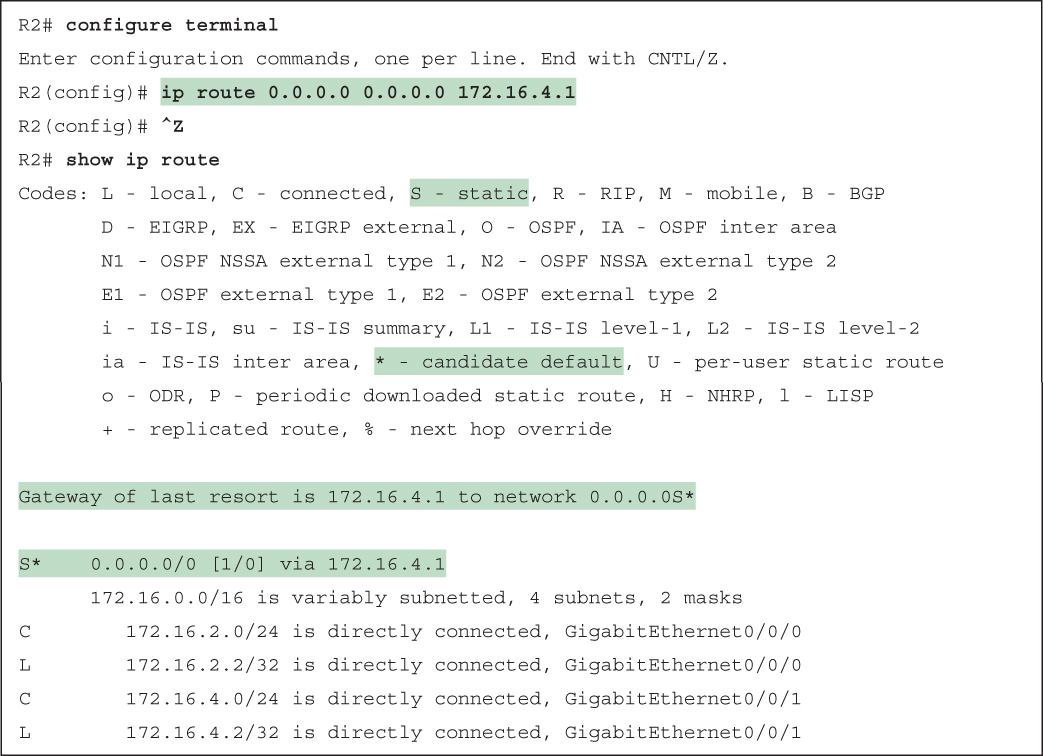 R2# configure terminal
Enter configuration commands, one per line. End with CNTL/Z.
R2(config)# ip route 0.0.0.0 0.0.0.0 172.16.4.1
R2(config)# ^Z
R2# show ip route
Codes: L - local, C - connected, S - static, R - RIP, M - mobile, B - BGP
D - EIGRP, EX - EIGRP external, O - OSPF, IA - OSPF inter area
N1 - OSPF NSSA external type 1, N2 - OSPF NSSA external type 2
E1 - OSPF external type 1, E2 - OSPF external type 2
i - IS-IS, su - IS-IS summary, L1 - IS-IS level-1, L2 - IS-IS level-2
ia - IS-IS inter area, * - candidate default, U - per-user static route
o - ODR, P - periodic downloaded static route, H - NHRP, l - LISP
+ - replicated route, % - next hop override
Gateway of last resort is 172.16.4.1 to network 0.0.0.0S*
S* 0.0.0.0/0 [1/0] via 172.16.4.1
172.16.0.0/16 is variably subnetted, 4 subnets, 2 masks
C 172.16.2.0/24 is directly connected, GigabitEthernet0/0/0
L 172.16.2.2/32 is directly connected, GigabitEthernet0/0/0
C 172.16.4.0/24 is directly connected, GigabitEthernet0/0/1
L 172.16.4.2/32 is directly connected, GigabitEthernet0/0/1